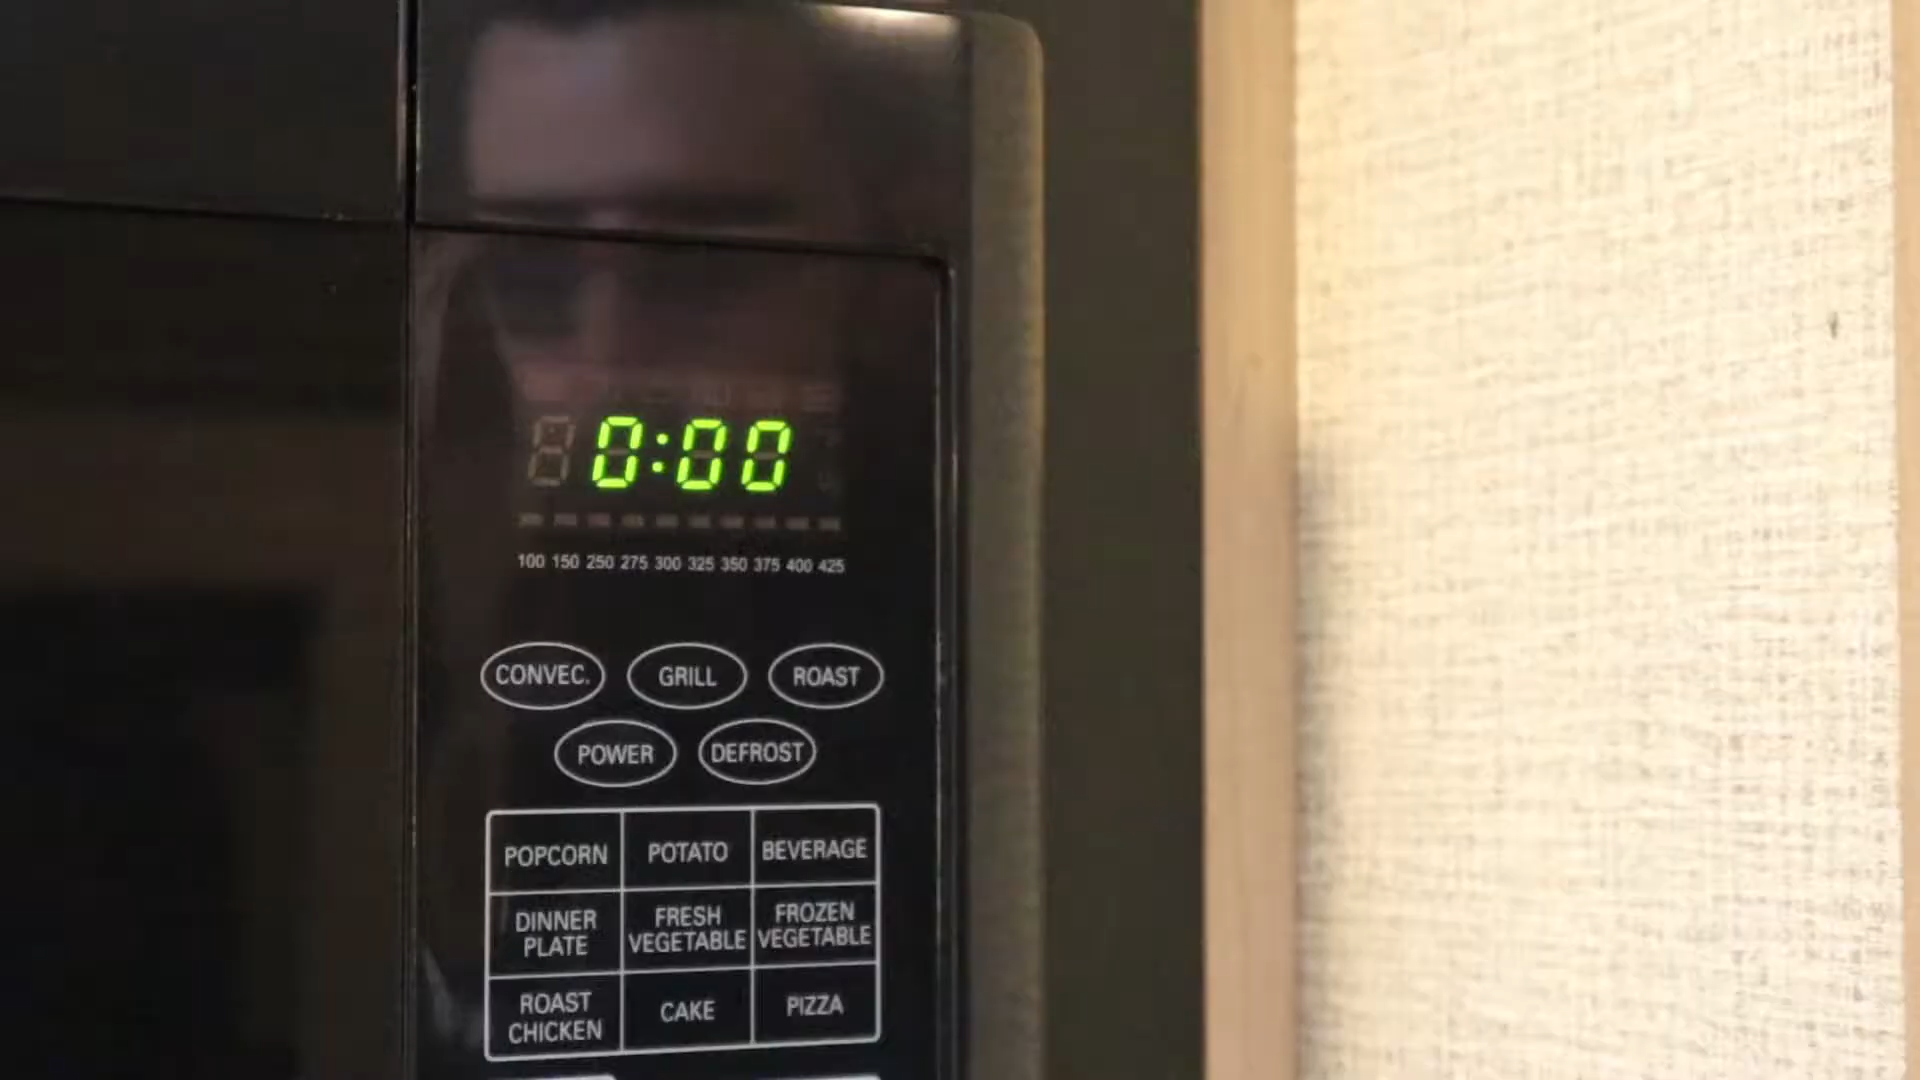 0:00
100 150 250 275 300 325 350 375 400 425
CONVEC. GRILL ROAST
POWER DEFROST
POPCORN POTATO BEVERAGE
DINNER PLATE FRESH VEGETABLE FROZEN VEGETABLE
ROAST CHICKEN CAKE PIZZA